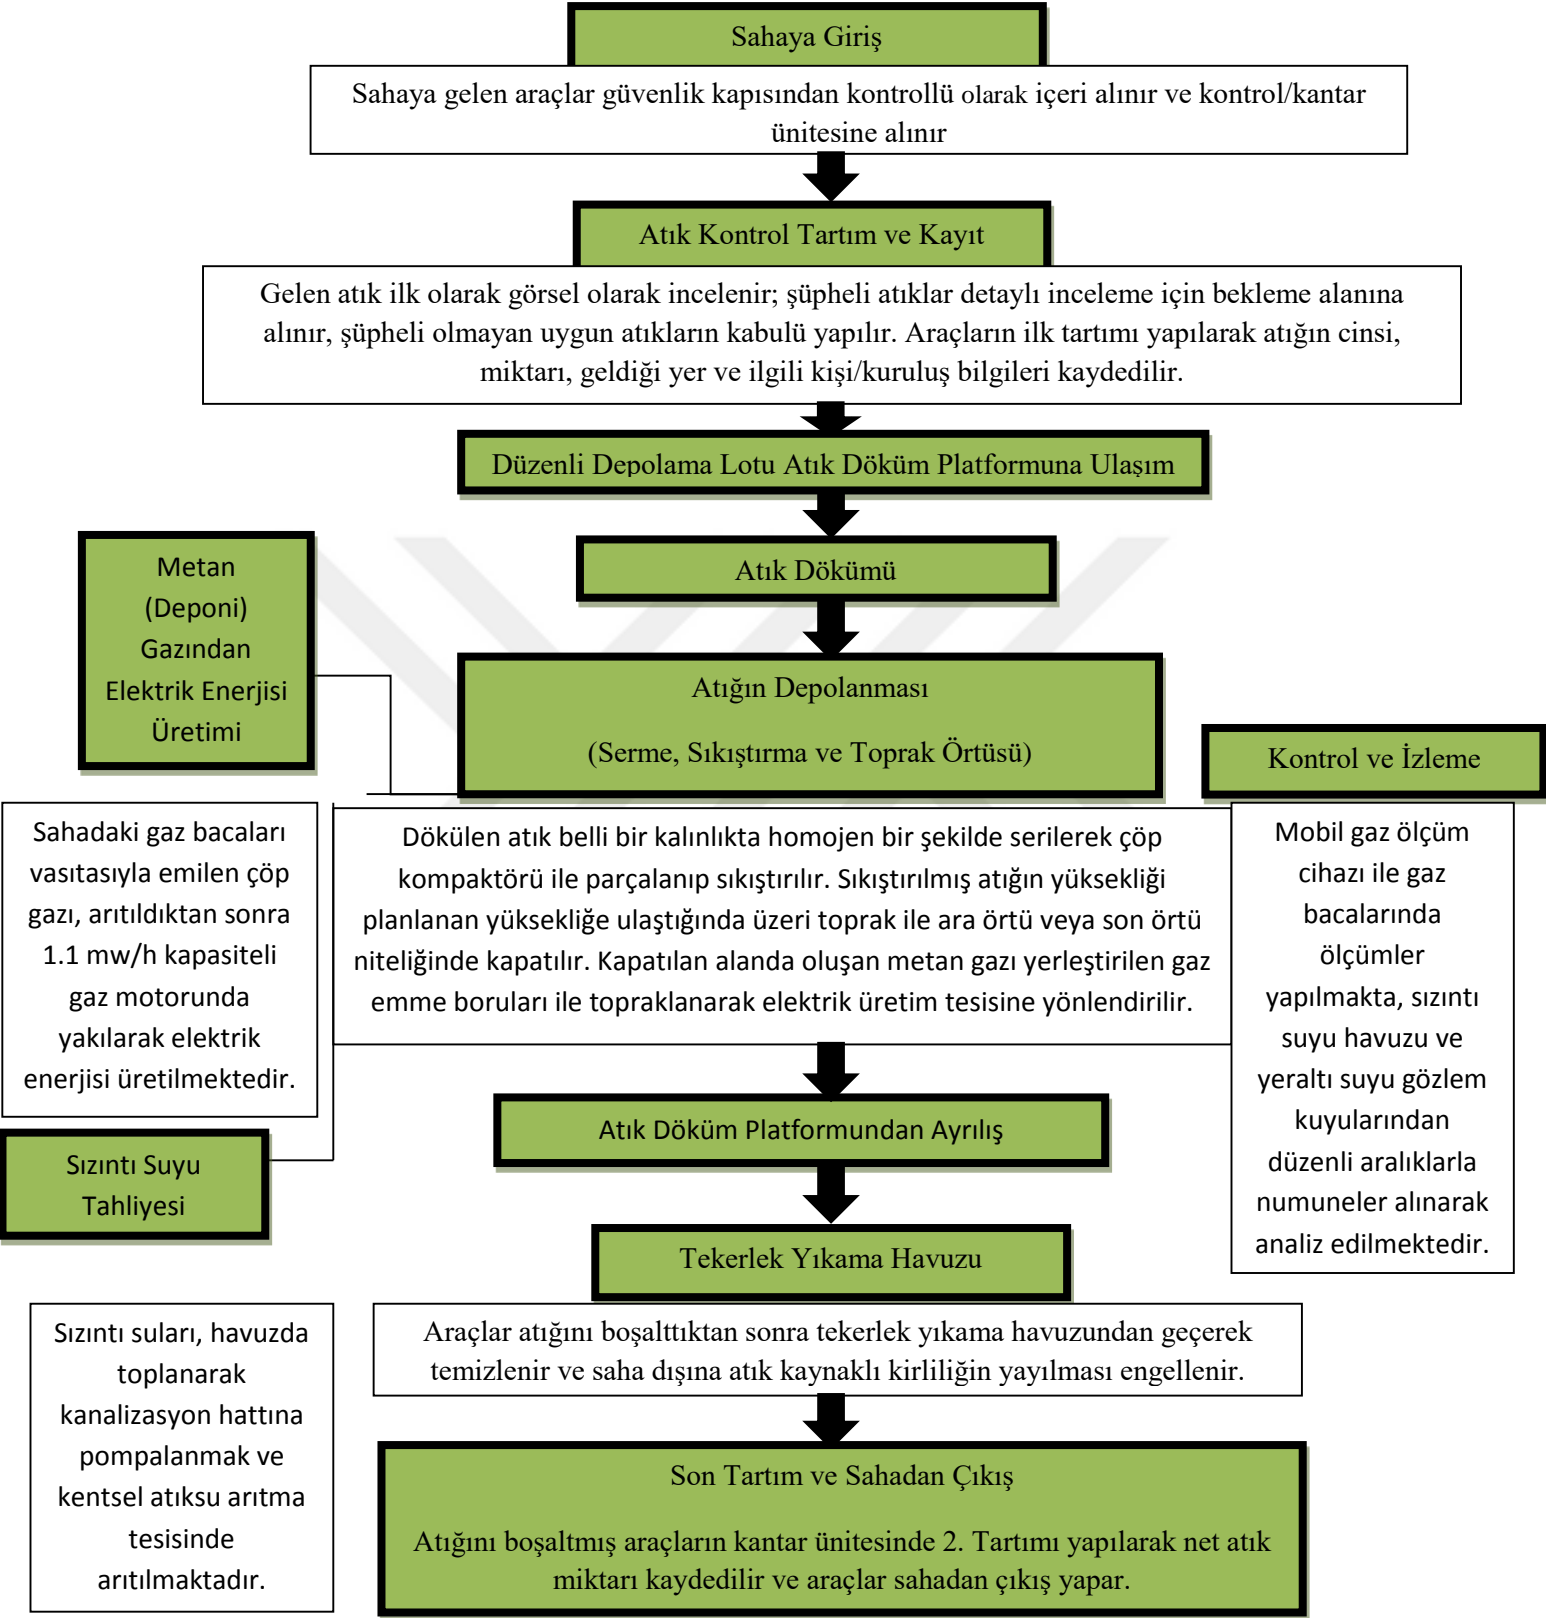 Sahaya Giriş
Sahaya gelen araçlar güvenlik kapısından kontrollü olarak içeri alınır ve kontrol/kantar
ünitesine alınır
Atık Kontrol Tartım ve Kayıt
Gelen atık ilk olarak görsel olarak incelenir; şüpheli atıklar detaylı inceleme için bekleme alanına
alınır, şüpheli olmayan uygun atıkların kabulü yapılır. Araçların ilk tartımı yapılarak atığın cinsi,
miktarı, geldiği yer ve ilgili kişi/kuruluş bilgileri kaydedilir.
Düzenli Depolama Lotu Atık Döküm Platformuna Ulaşım
Atık Dökümü
Metan
(Deponi)
Gazından
Elektrik Enerjisi
Üretimi
Atığın Depolanması
(Serme, Sıkıştırma ve Toprak Örtüsü)
Kontrol ve İzleme
Sahadaki gaz bacaları
vasıtasıyla emilen çöp
gazı, arıtıldıktan sonra
1.1 mw/h kapasiteli
gaz motorunda
yakılarak elektrik
enerjisi üretilmektedir.
Dökülen atık belli bir kalınlıkta homojen bir şekilde serilerek çöp
kompaktörü ile parçalanıp sıkıştırılır. Sıkıştırılmış atığın yüksekliği
planlanan yüksekliğe ulaştığında üzeri toprak ile ara örtü veya son örtü
niteliğinde kapatılır. Kapatılan alanda oluşan metan gazı yerleştirilen gaz
emme boruları ile topraklanarak elektrik üretim tesisine yönlendirilir.
Mobil gaz ölçüm
cihazı ile gaz
bacalarında
ölçümler
yapılmakta, sızıntı
suyu havuzu ve
yeraltı suyu gözlem
kuyularından
düzenli aralıklarla
numuneler alınarak
analiz edilmektedir.
Atık Döküm Platformundan Ayrılış
Sızıntı Suyu
Tahliyesi
Tekerlek Yıkama Havuzu
Araçlar atığını boşalttıktan sonra tekerlek yıkama havuzundan geçerek
temizlenir ve saha dışına atık kaynaklı kirliliğin yayılması engellenir.
Sızıntı suları, havuzda
toplanarak
kanalizasyon hattına
pompalanmak ve
kentsel atıksu arıtma
tesisinde
arıtılmaktadır.
Son Tartım ve Sahadan Çıkış
Atığını boşaltmış araçların kantar ünitesinde 2. Tartımı yapılarak net atık
miktarı kaydedilir ve araçlar sahadan çıkış yapar.